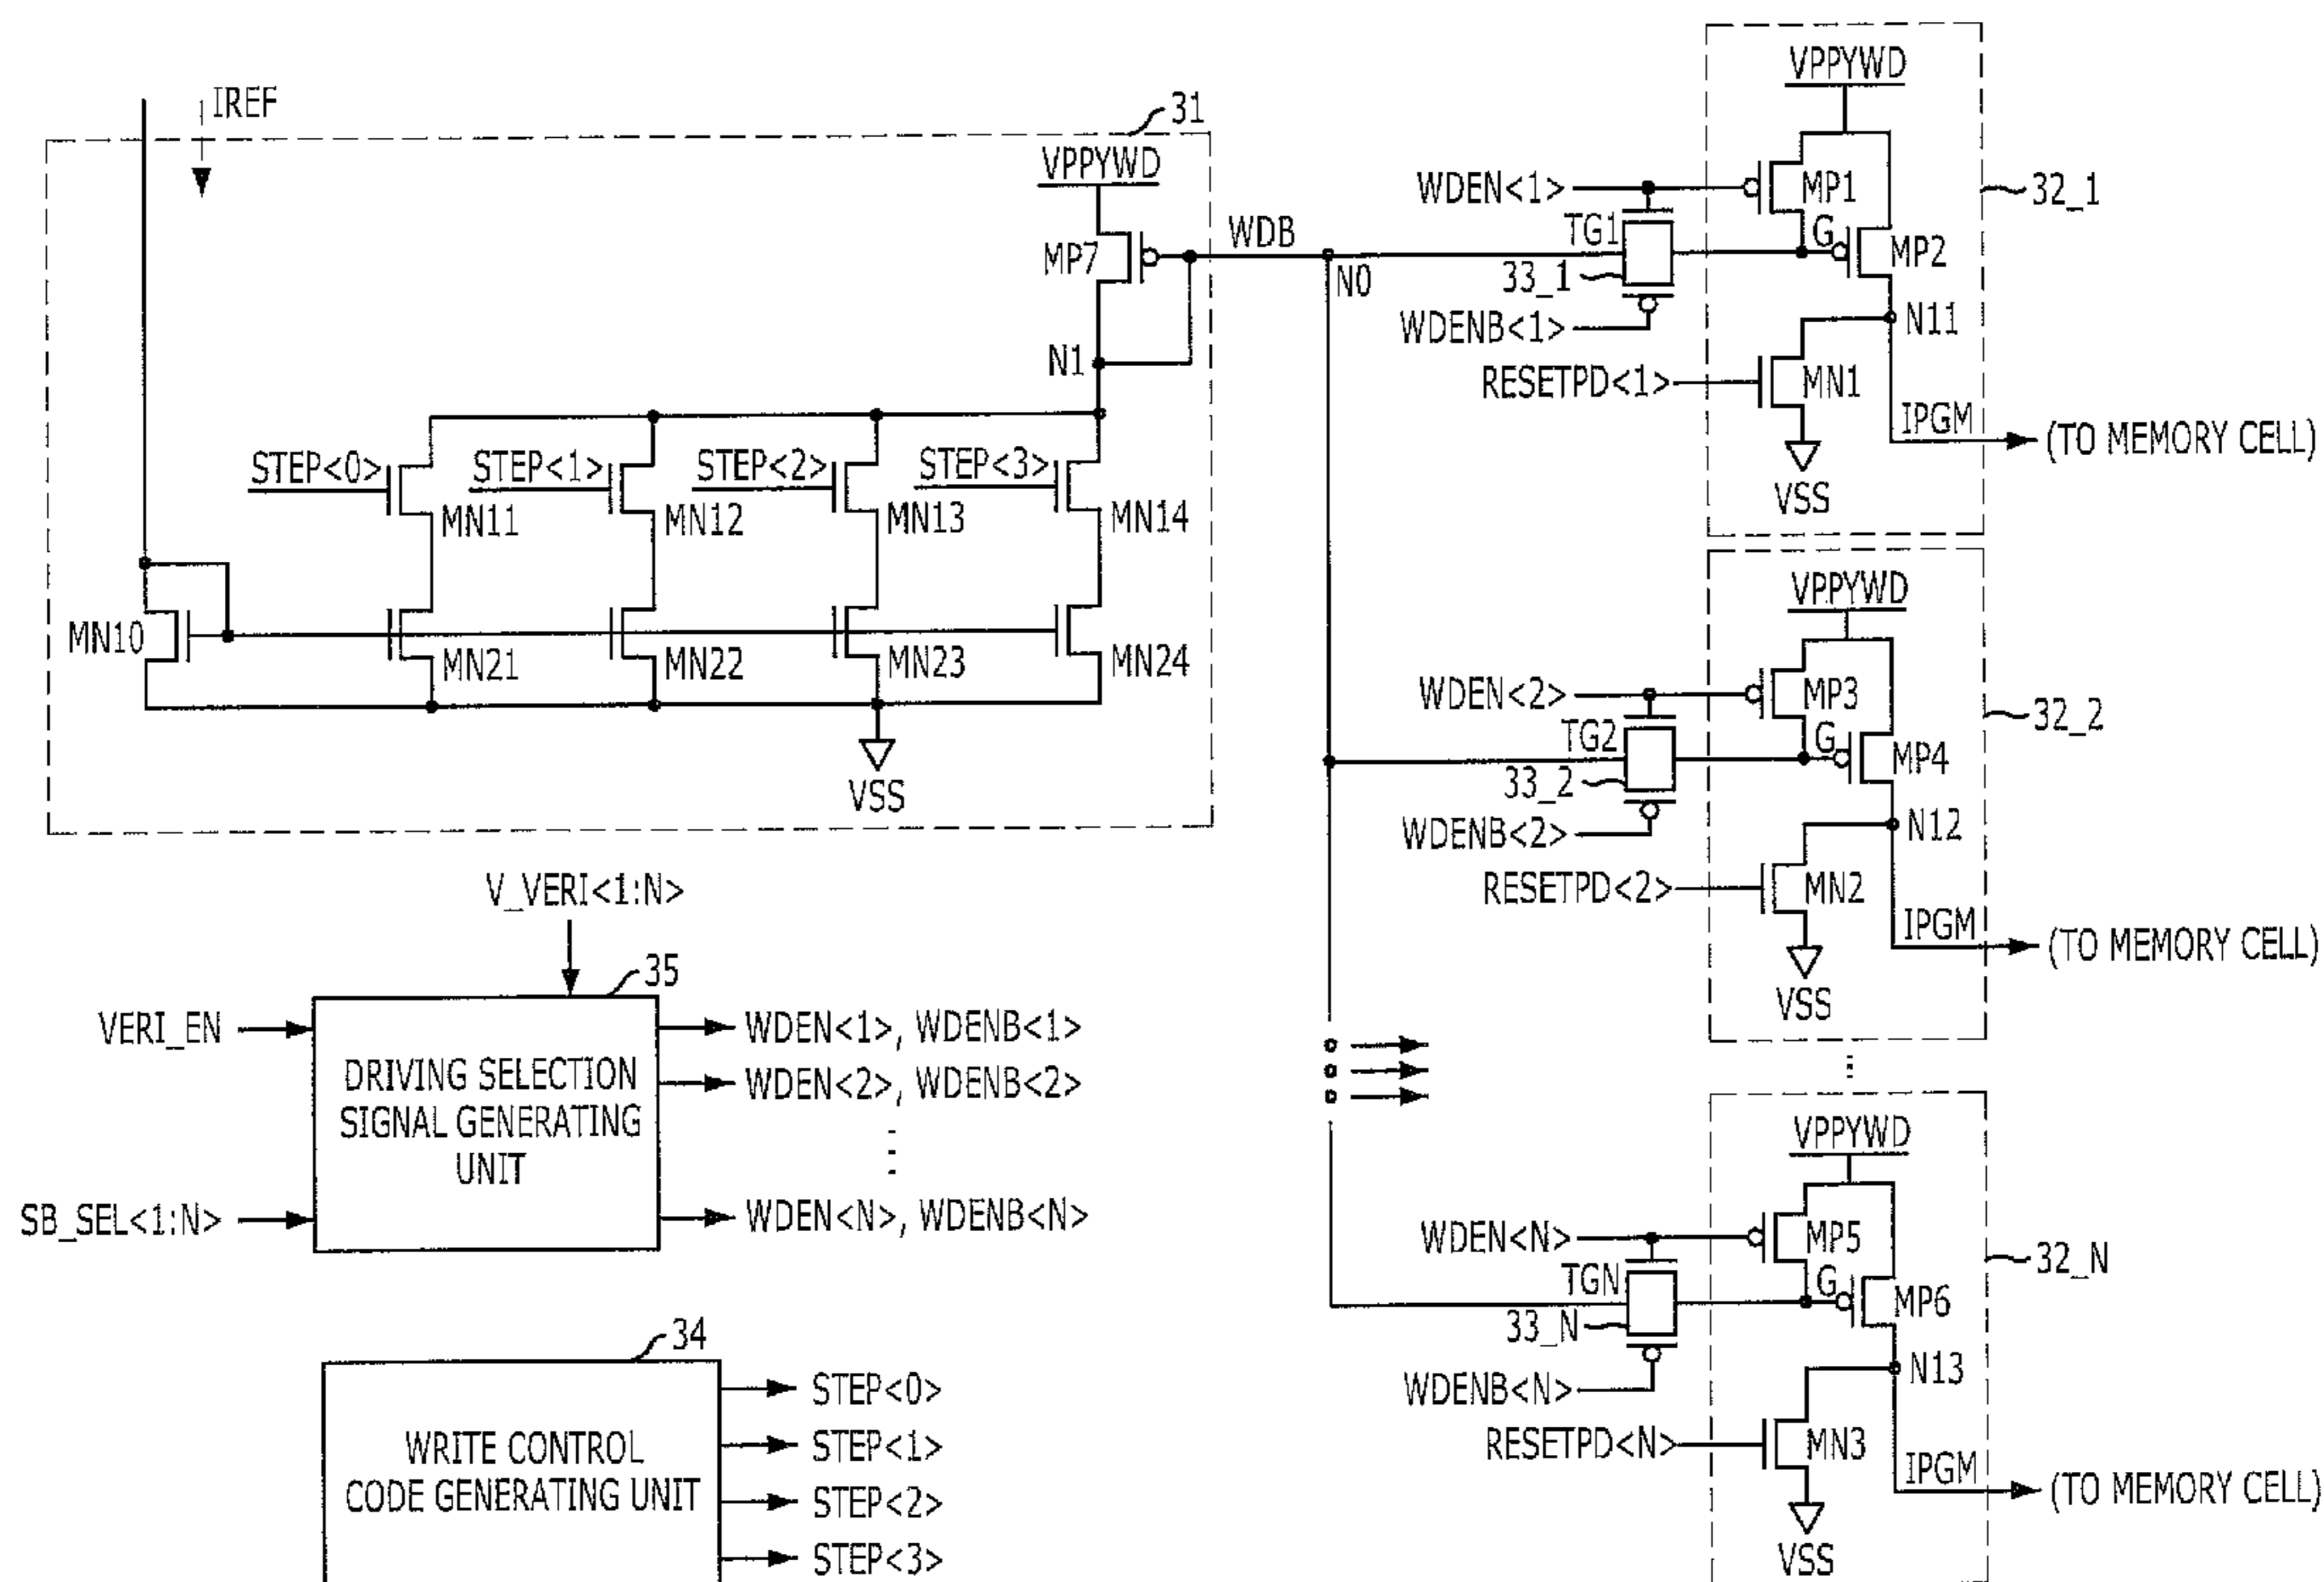 IREF
31
VPPYWD
MP7
WDB
N0
N1
STEP<0>
STEP<1>
STEP<2>
STEP<3>
MN11
MN12
MN13
MN14
MN10
MN21
MN22
MN23
MN24
VSS
VPPYWD
WDEN<1>
MP1
32_1
TG1
G
MP2
33_1
WDENB<1>
N11
RESETPD<1>
MN1
IPGM
(TO MEMORY CELL)
VSS
VPPYWD
WDEN<2>
MP3
32_2
TG2
G
MP4
33_2
WDENB<2>
N12
RESETPD<2>
MN2
IPGM
(TO MEMORY CELL)
VSS
VPPYWD
WDEN<N>
MP5
32_N
TGN
G
MP6
33_N
WDENB<N>
N13
RESETPD<N>
MN3
IPGM
(TO MEMORY CELL)
VSS
V_VERI<1:N>
35
VERI_EN
SB_SEL<1:N>
DRIVING SELECTION
SIGNAL GENERATING
UNIT
WDEN<1>, WDENB<1>
WDEN<2>, WDENB<2>
WDEN<N>, WDENB<N>
34
WRITE CONTROL
CODE GENERATING UNIT
STEP<0>
STEP<1>
STEP<2>
STEP<3>